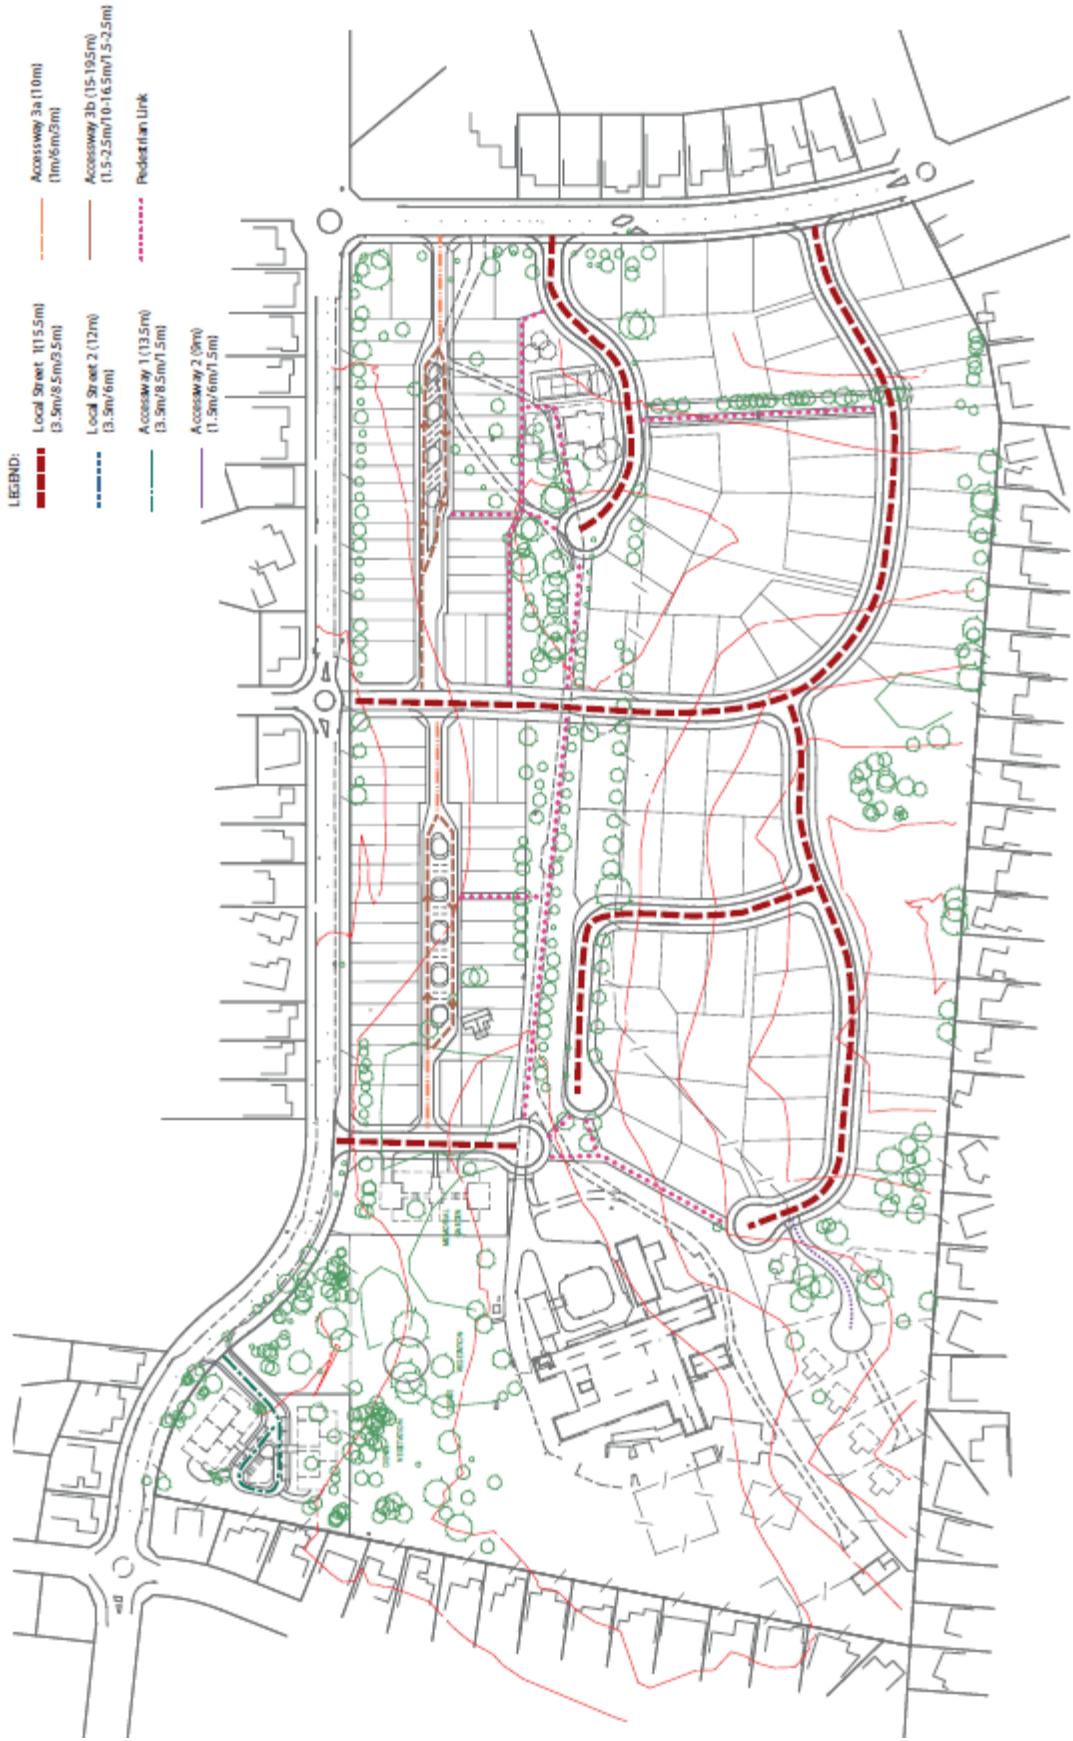 LEGEND:
Local Street 1(15.5m)
(3.5m/8.5m/3.5m)
Local Street 2 (12m)
(3.5m/6m)
Accessway 1 (13.5m)
(3.5m/8.5m/1.5m)
Accessway 2 (9m)
(1.5m/6m/1.5m)
Accessway 3a (10m)
(1m/6m/3m)
Accessway 3b (15-19.5m)
(1.5-2.5m/10-16.5m/1.5-2.5m)
Pedestrian Link
MEMORIAL
GARDEN